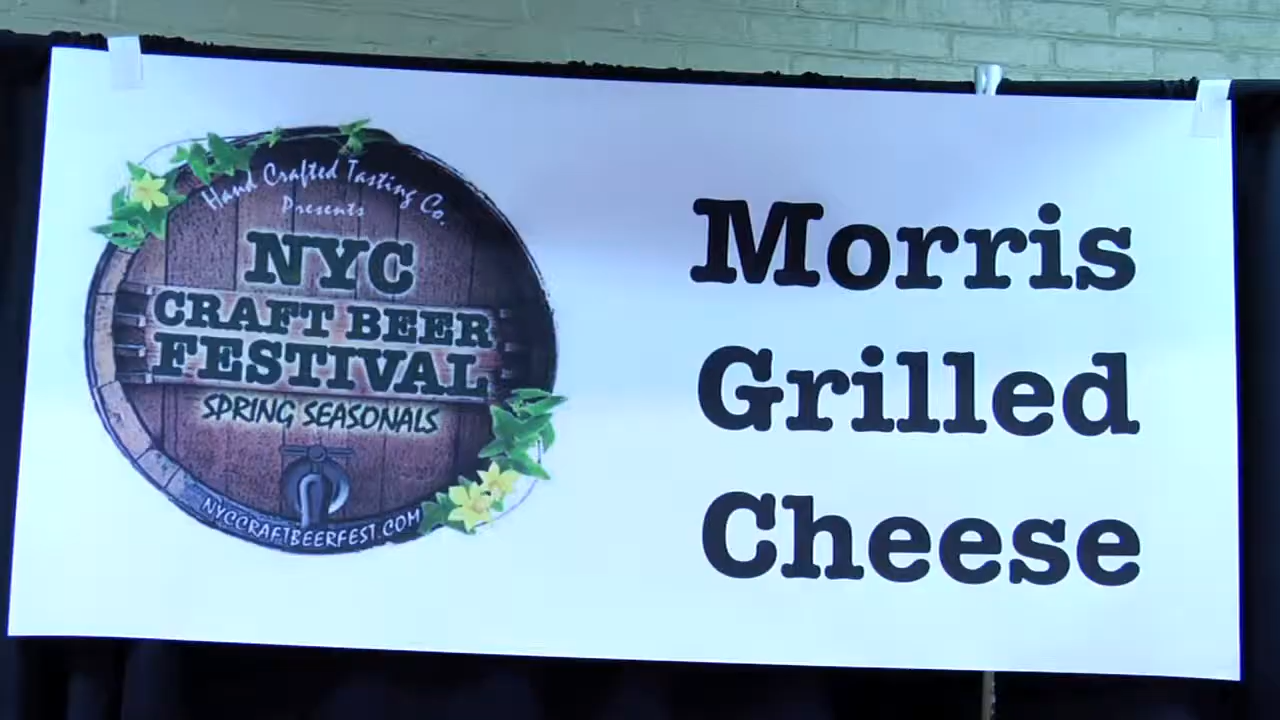 Hand Crafted Tasting Co.
Presents
NYC
CRAFT BEER
FESTIVAL
SPRING SEASONALS
NYCCRAFTBEERFEST.COM
Morris
Grilled
Cheese